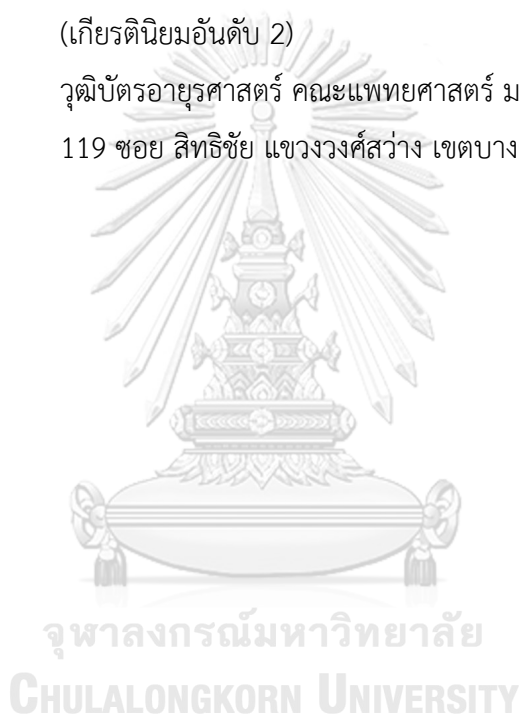 (เกียรตินิยมอันดับ 2)
วุฒิบัตรอายุรศาสตร์ คณะแพทยศาสตร์ ม
119 ซอย สิทธิชัย แขวงวงศ์สว่าง เขตบาง
จุฬาลงกรณ์มหาวิทยาลัย
CHULALONGKORN UNIVERSITY